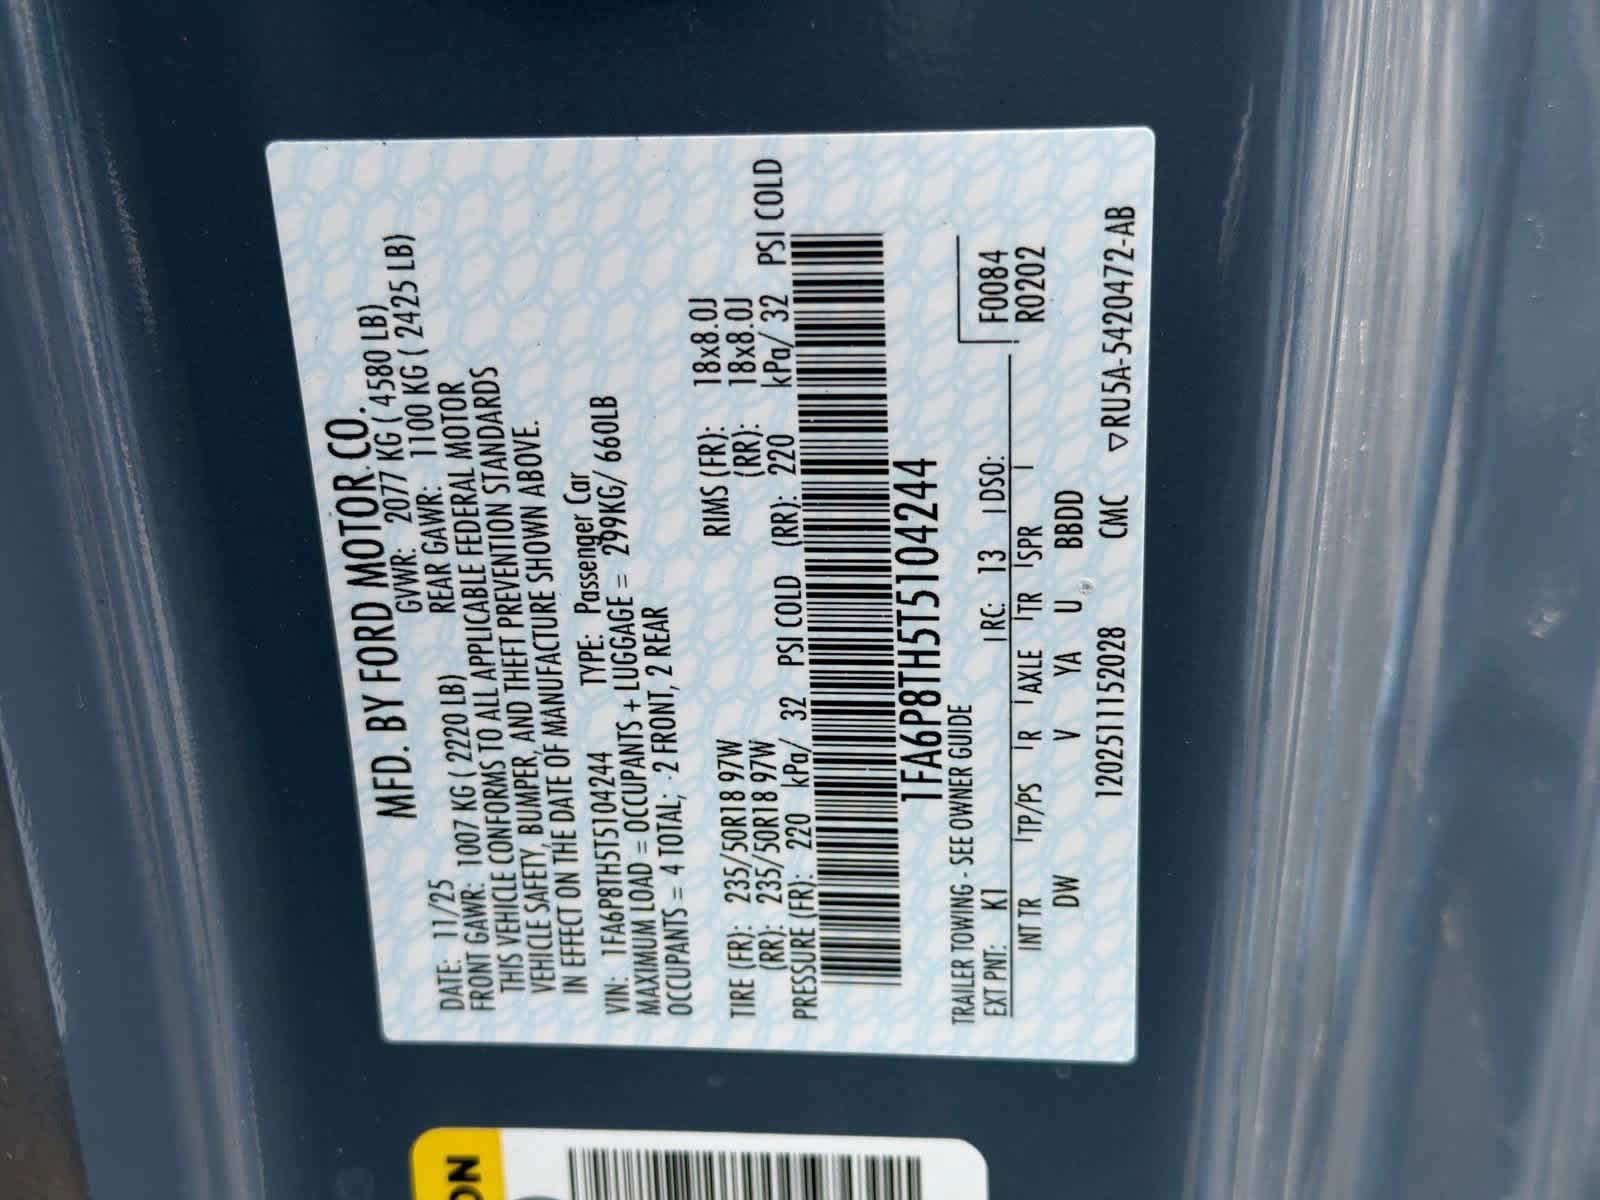 MFD. BY FORD MOTOR CO.
DATE: 11/25 GVWR: 2077 KG ( 4580 LB)
FRONT GAWR: 1007 KG ( 2220 LB) REAR GAWR: 1100 KG ( 2425 LB)
THIS VEHICLE CONFORMS TO ALL APPLICABLE FEDERAL MOTOR
VEHICLE SAFETY, BUMPER, AND THEFT PREVENTION STANDARDS
IN EFFECT ON THE DATE OF MANUFACTURE SHOWN ABOVE.
VIN: 1FA6P8TH5T5104244 TYPE: Passenger Car
MAXIMUM LOAD = OCCUPANTS + LUGGAGE = 299KG/ 660LB
OCCUPANTS = 4 TOTAL; 2 FRONT, 2 REAR
TIRE (FR): 235/50R18 97W RIMS (FR): 18x8.0J
(RR): 235/50R18 97W (RR): 18x8.0J
PRESSURE (FR): 220 kPa/ 32 PSI COLD (RR): 220 kPa/ 32 PSI COLD
1FA6P8TH5T5104244
TRAILER TOWING - SEE OWNER GUIDE
EXT PNT: K1 RC: 13 DSO: F0084
R0202
INT TR TP/PS R AXLE TR SPR
DW V YA U BBDD
120251115​2028 CMC ▽RU5A-5420472-AB
ON